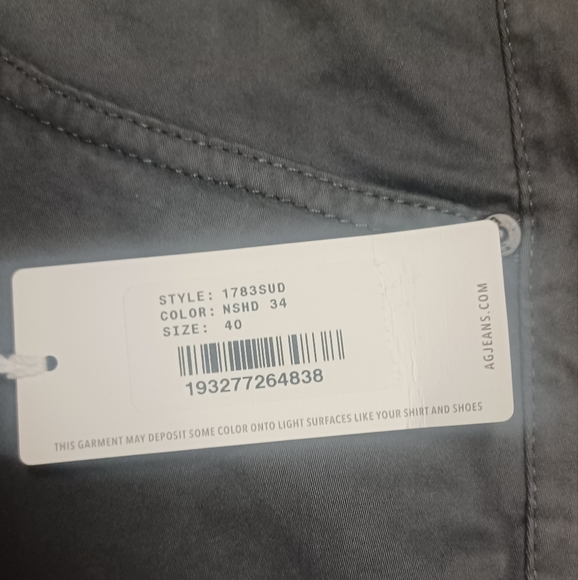 STYLE: 1783SUD
COLOR: NSHD 34
SIZE: 40
193277264838
THIS GARMENT MAY DEPOSIT SOME COLOR ONTO LIGHT SURFACES LIKE YOUR SHIRT AND SHOES
AGJEANS.COM